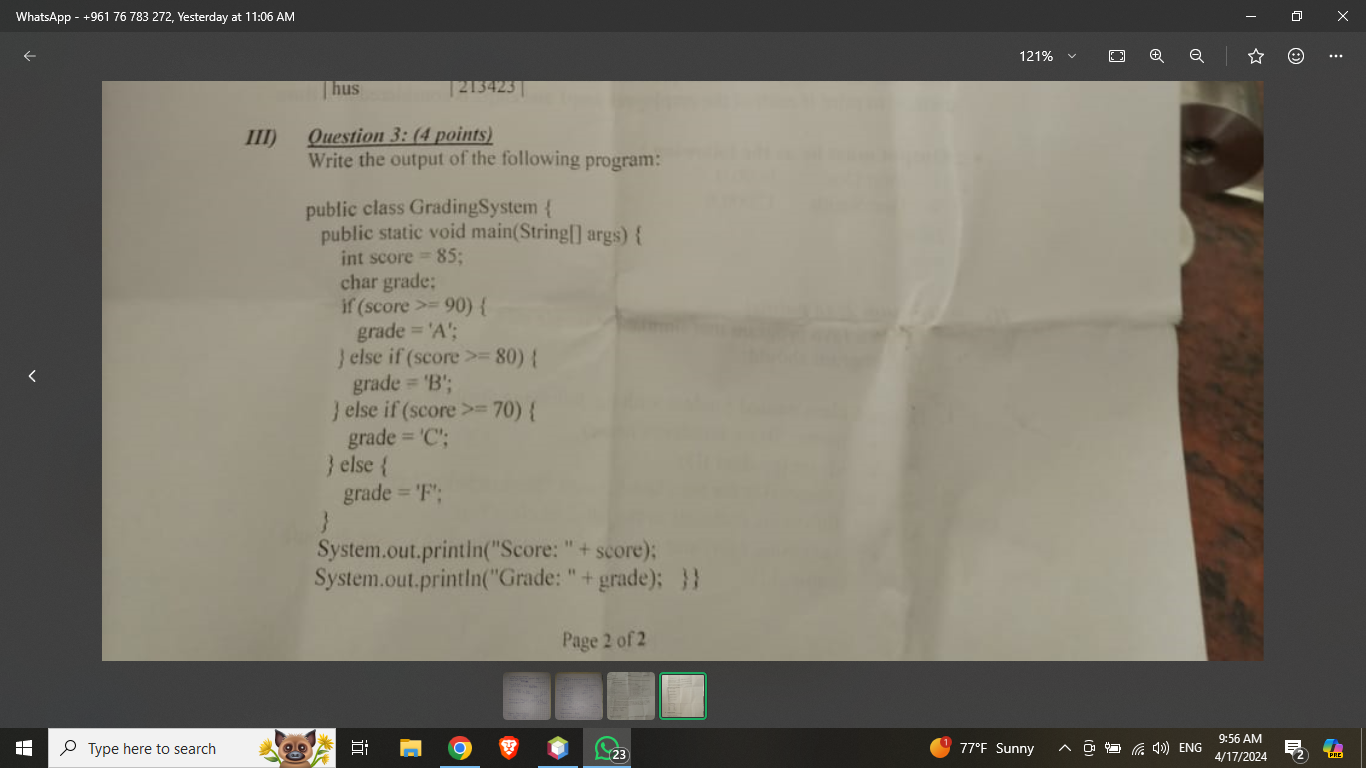 WhatsApp - +961 76 783 272, Yesterday at 11:06 AM
121%
| hus | 213423 |
III) Question 3: (4 points)
Write the output of the following program:
public class GradingSystem {
public static void main(String[] args) {
int score = 85;
char grade;
if (score >= 90) {
grade = 'A';
} else if (score >= 80) {
grade = 'B';
} else if (score >= 70) {
grade = 'C';
} else {
grade = 'F';
}
System.out.println("Score: " + score);
System.out.println("Grade: " + grade); }}
Page 2 of 2
Type here to search
23
1
77°F Sunny
ENG
9:56 AM
4/17/2024
2
PRE